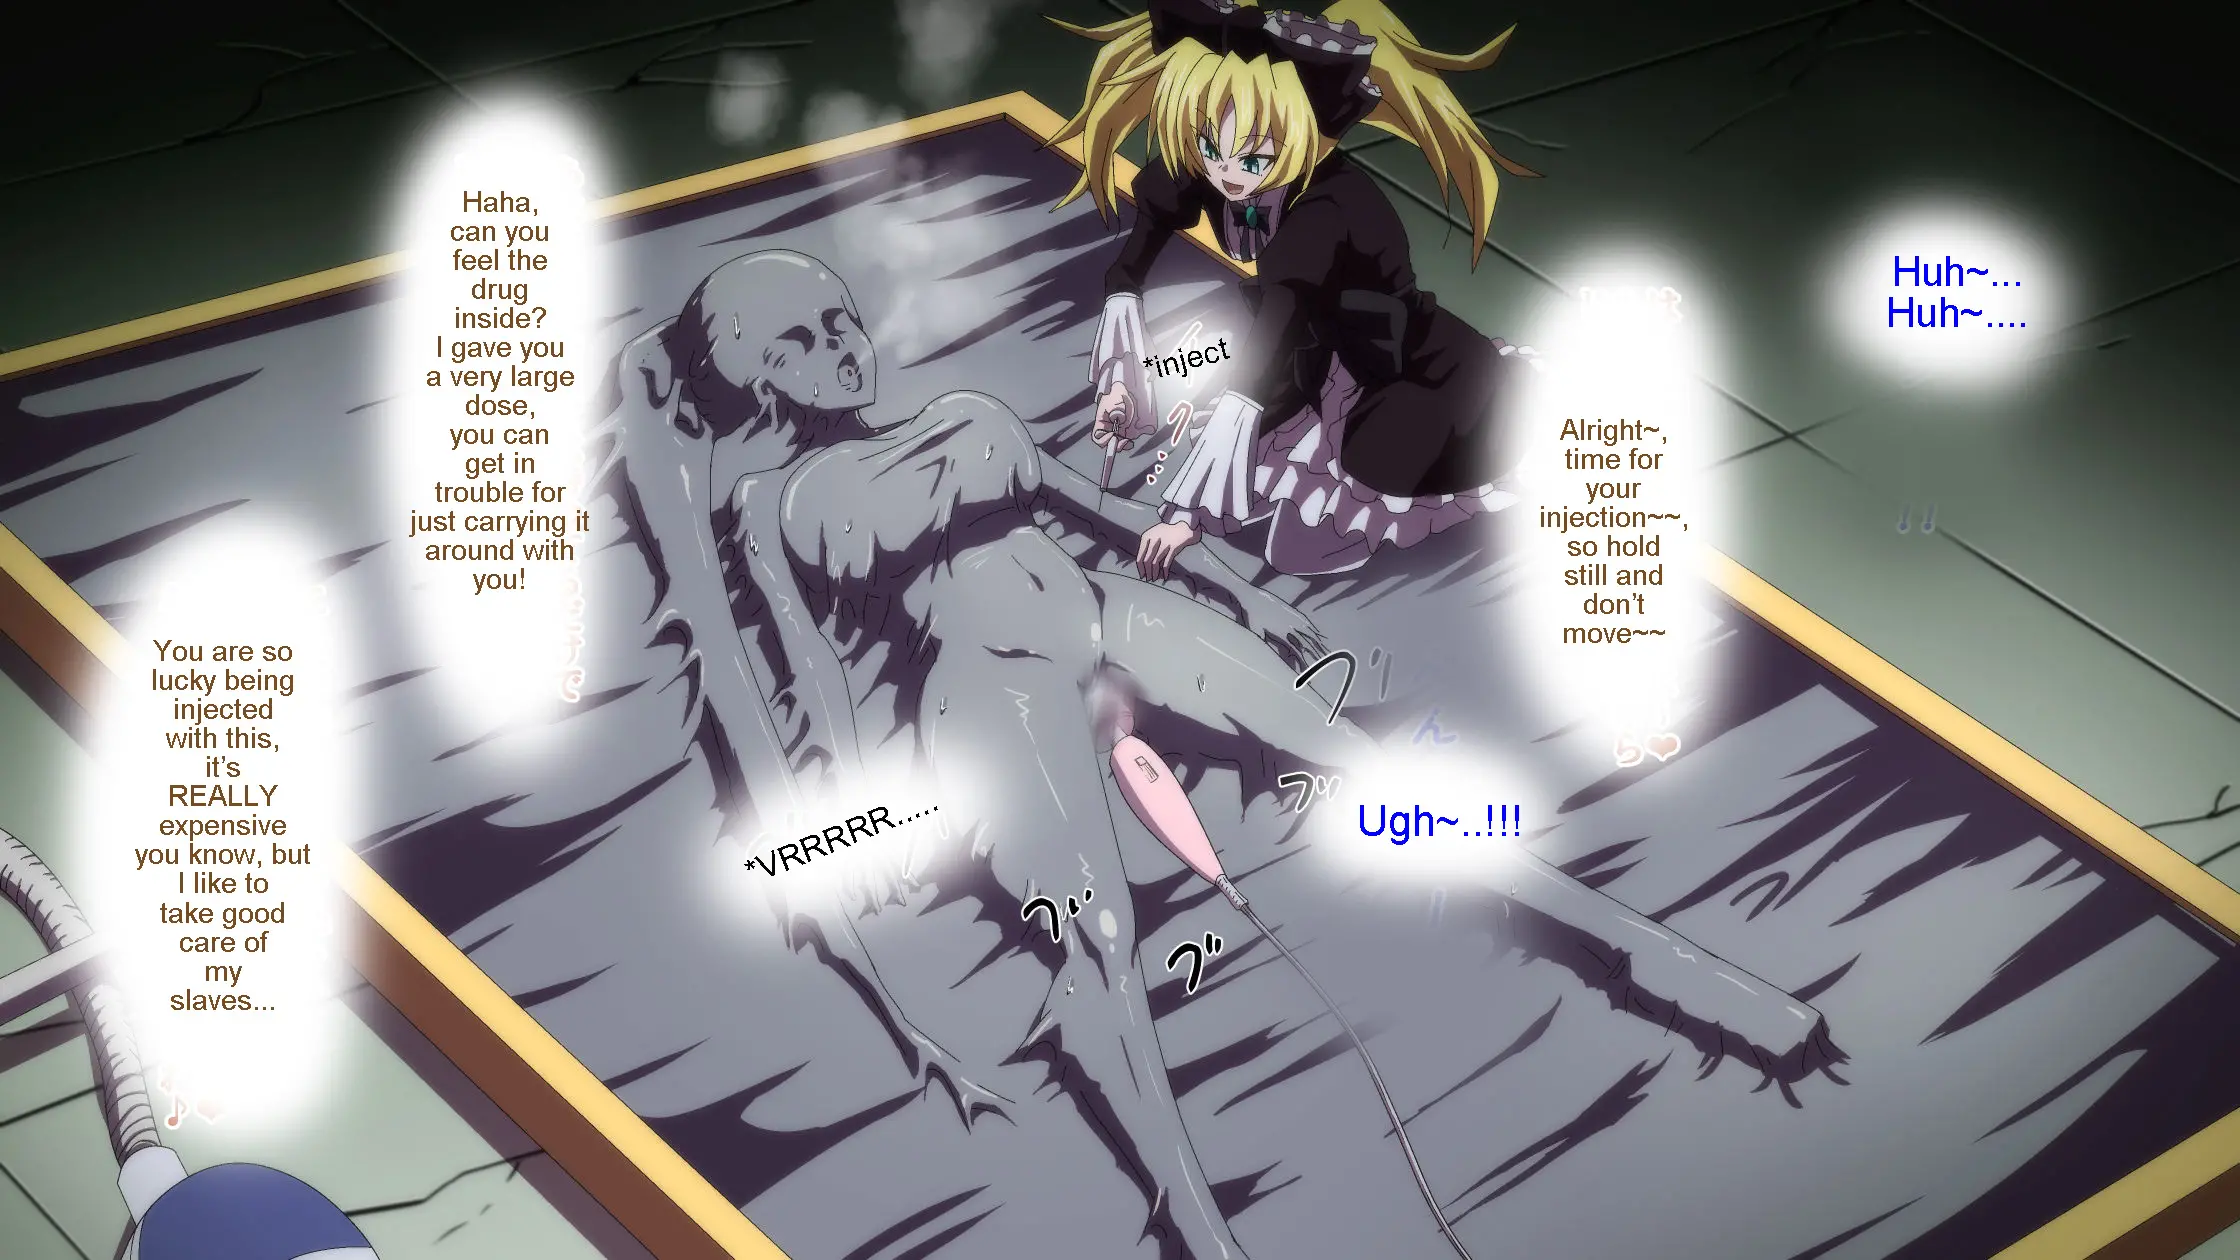 Huh~...
Huh~....
Alright~,
time for
your
injection~~,
so hold
still and
don't
move~~
*inject
Haha,
can you
feel the
drug
inside?
I gave you
a very large
dose,
you can
get in
trouble for
just carrying it
around with
you!
You are so
lucky being
injected
with this,
it's
REALLY
expensive
you know, but
I like to
take good
care of
my
slaves...
*VRRRRR.....
Ugh~..!!!
ブ
ブ